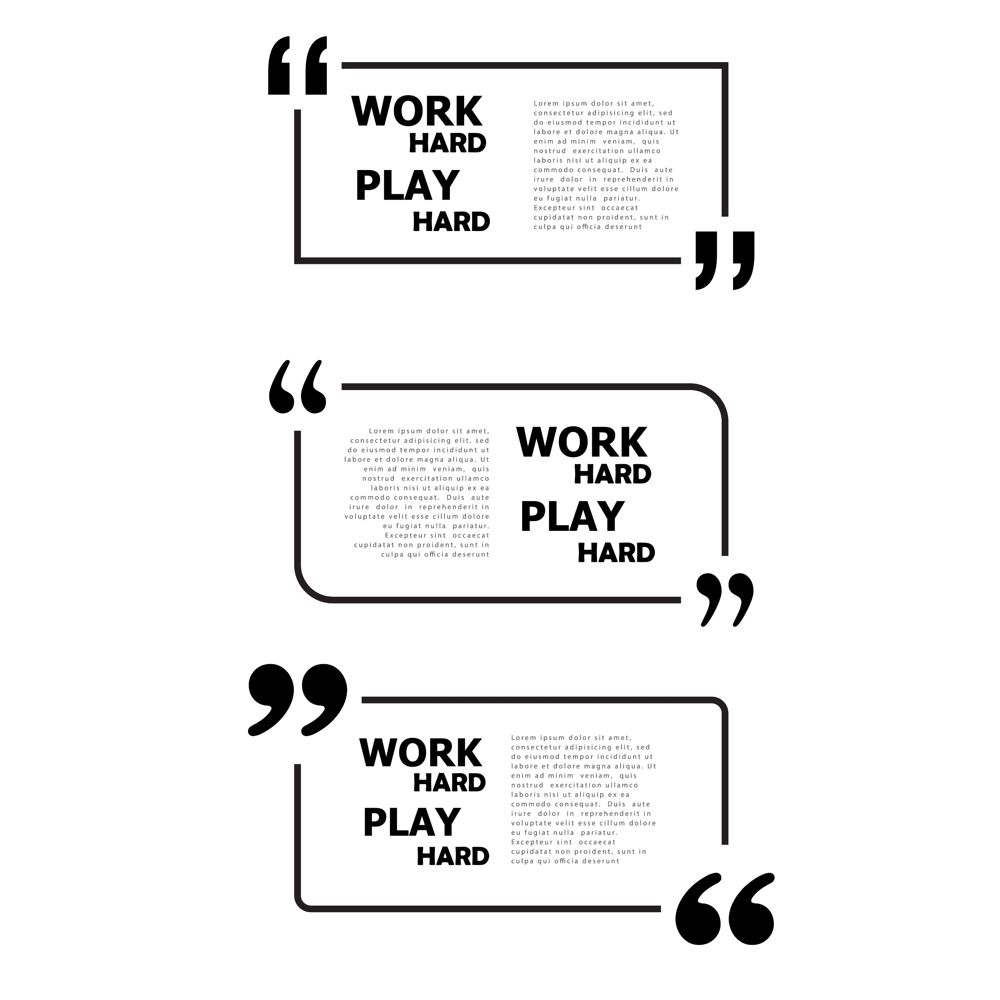 “
WORK
HARD
PLAY
HARD
Lorem ipsum dolor sit amet,
consectetur adipisicing elit, sed
do eiusmod tempor incididunt ut
labore et dolore magna aliqua. Ut
enim ad minim veniam, quis
nostrud exercitation ullamco
laboris nisi ut aliquip ex ea
commodo consequat. Duis aute
irure dolor in reprehenderit in
voluptate velit esse cillum dolore
eu fugiat nulla pariatur.
Excepteur sint occaecat
cupidatat non proident, sunt in
culpa qui officia deserunt
”
“
Lorem ipsum dolor sit amet,
consectetur adipisicing elit, sed
do eiusmod tempor incididunt ut
labore et dolore magna aliqua. Ut
enim ad minim veniam, quis
nostrud exercitation ullamco
laboris nisi ut aliquip ex ea
commodo consequat. Duis aute
irure dolor in reprehenderit in
voluptate velit esse cillum dolore
eu fugiat nulla pariatur.
Excepteur sint occaecat
cupidatat non proident, sunt in
culpa qui officia deserunt
WORK
HARD
PLAY
HARD
”
”
WORK
HARD
PLAY
HARD
Lorem ipsum dolor sit amet,
consectetur adipisicing elit, sed
do eiusmod tempor incididunt ut
labore et dolore magna aliqua. Ut
enim ad minim veniam, quis
nostrud exercitation ullamco
laboris nisi ut aliquip ex ea
commodo consequat. Duis aute
irure dolor in reprehenderit in
voluptate velit esse cillum dolore
eu fugiat nulla pariatur.
Excepteur sint occaecat
cupidatat non proident, sunt in
culpa qui officia deserunt
“